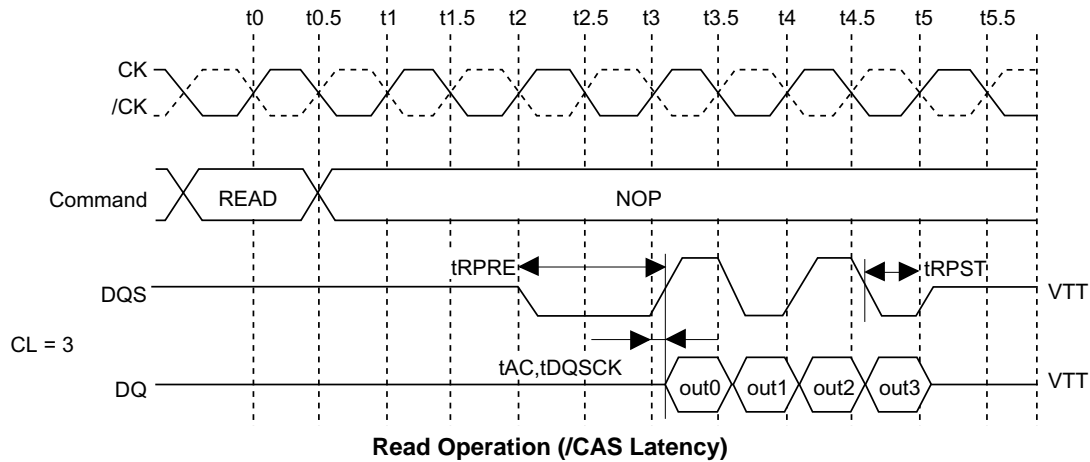 t0 t0.5 t1 t1.5 t2 t2.5 t3 t3.5 t4 t4.5 t5 t5.5
CK
/CK
Command READ NOP
tRPRE tRPST
DQS VTT
CL = 3
tAC,tDQSCK
DQ out0 out1 out2 out3 VTT
Read Operation (/CAS Latency)